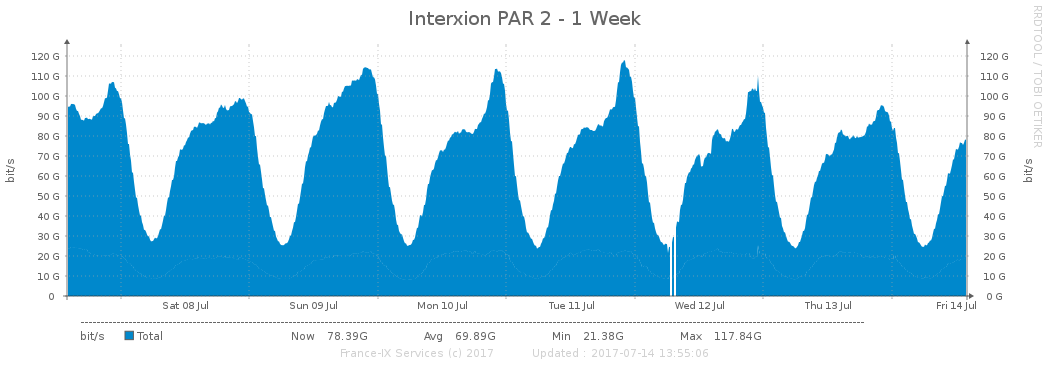 Interxion PAR 2 - 1 Week
RRDTOOL / TOBI OETIKER
bit/s
120 G 120 G
110 G 110 G
100 G 100 G
90 G 90 G
80 G 80 G
70 G 70 G
60 G 60 G
50 G 50 G
40 G 40 G
30 G 30 G
20 G 20 G
10 G 10 G
0 0 G
bit/s
Sat 08 Jul Sun 09 Jul Mon 10 Jul Tue 11 Jul Wed 12 Jul Thu 13 Jul Fri 14 Jul
bit/s Total Now 78.39G Avg 69.89G Min 21.38G Max 117.84G
France-IX Services (c) 2017 Updated : 2017-07-14 13:55:06